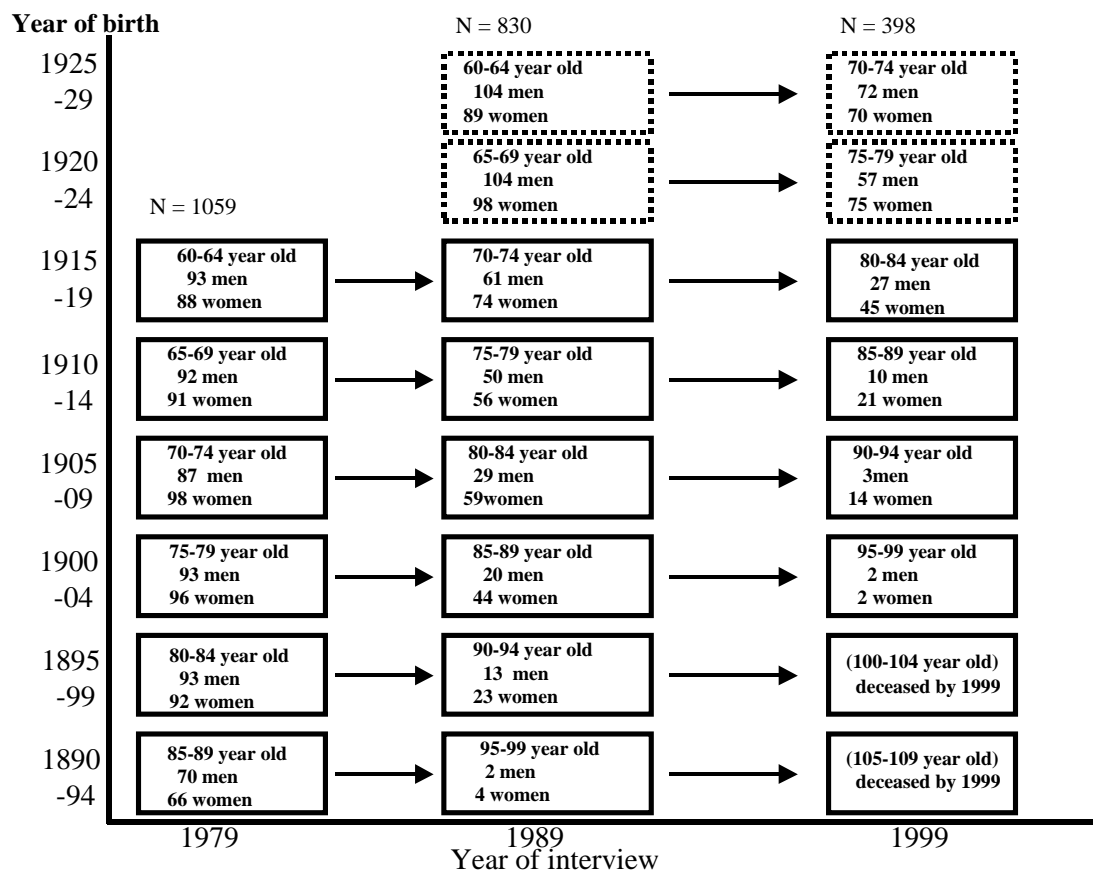 Year of birth
N = 830
N = 398
1925
-29
60-64 year old
104 men
89 women
70-74 year old
72 men
70 women
1920
-24
65-69 year old
104 men
98 women
75-79 year old
57 men
75 women
N = 1059
1915
-19
60-64 year old
93 men
88 women
70-74 year old
61 men
74 women
80-84 year old
27 men
45 women
1910
-14
65-69 year old
92 men
91 women
75-79 year old
50 men
56 women
85-89 year old
10 men
21 women
1905
-09
70-74 year old
87 men
98 women
80-84 year old
29 men
59women
90-94 year old
3men
14 women
1900
-04
75-79 year old
93 men
96 women
85-89 year old
20 men
44 women
95-99 year old
2 men
2 women
1895
-99
80-84 year old
93 men
92 women
90-94 year old
13 men
23 women
(100-104 year old)
deceased by 1999
1890
-94
85-89 year old
70 men
66 women
95-99 year old
2 men
4 women
(105-109 year old)
deceased by 1999
1979
1989
1999
Year of interview